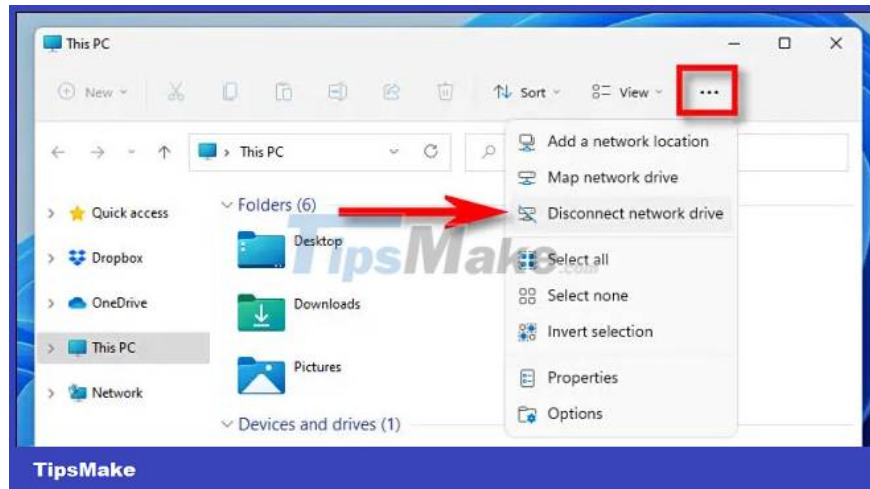 This PC
New
Sort
View
...
This PC
Add a network location
Map network drive
Disconnect network drive
Select all
Select none
Invert selection
Properties
Options
Quick access
Dropbox
OneDrive
This PC
Network
Folders (6)
Desktop
Downloads
Pictures
Devices and drives (1)
TipsMake.com
TipsMake